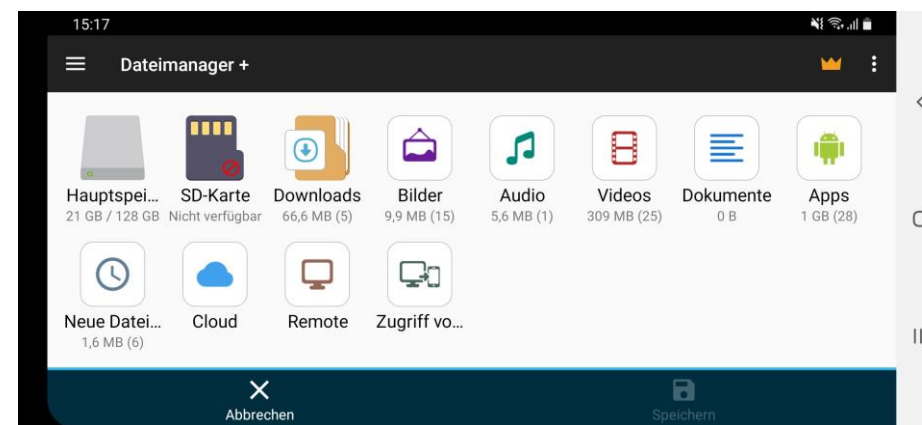 15:17
Dateimanager +
Hauptspei... SD-Karte Downloads Bilder Audio Videos Dokumente Apps
21 GB / 128 GB Nicht verfügbar 66,6 MB (5) 9,9 MB (15) 5,6 MB (1) 309 MB (25) 0 B 1 GB (28)
Neue Datei... Cloud Remote Zugriff vo...
1,6 MB (6)
Abbrechen Speichern